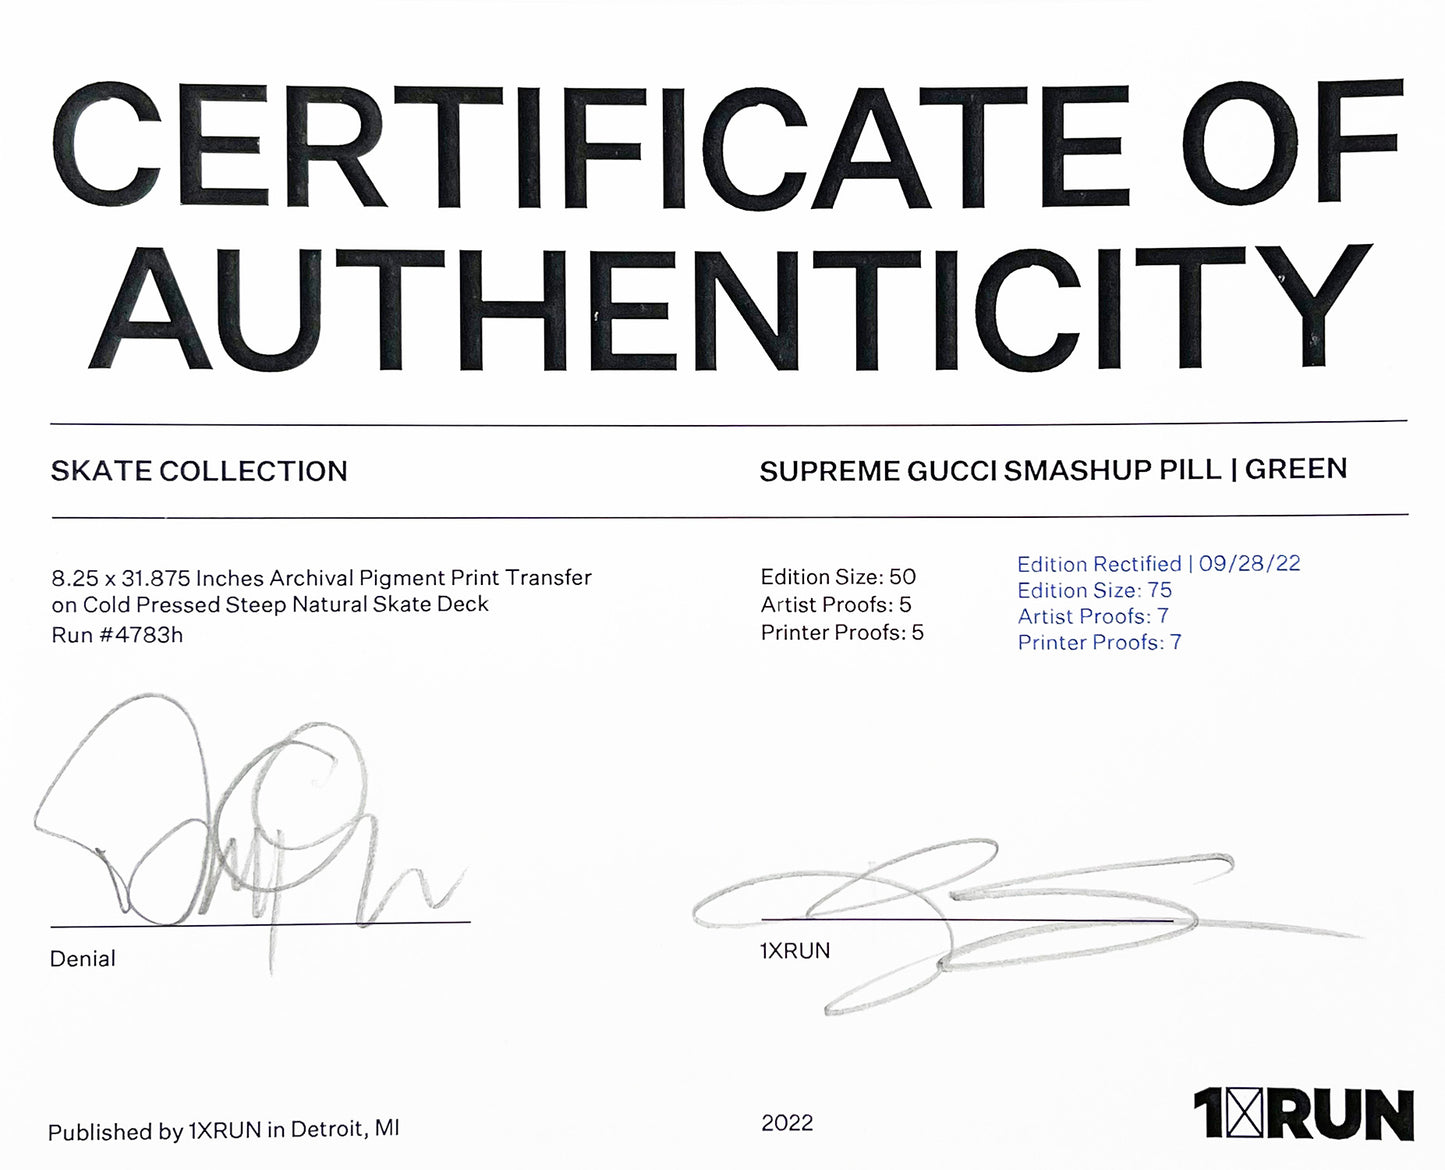 CERTIFICATE OF
AUTHENTICITY
SKATE COLLECTION
SUPREME GUCCI SMASHUP PILL | GREEN
8.25 x 31.875 Inches Archival Pigment Print Transfer
on Cold Pressed Steep Natural Skate Deck
Run #4783h
Edition Size: 50
Artist Proofs: 5
Printer Proofs: 5
Edition Rectified | 09/28/22
Edition Size: 75
Artist Proofs: 7
Printer Proofs: 7
Denial
1XRUN
Published by 1XRUN in Detroit, MI
2022
1XRUN